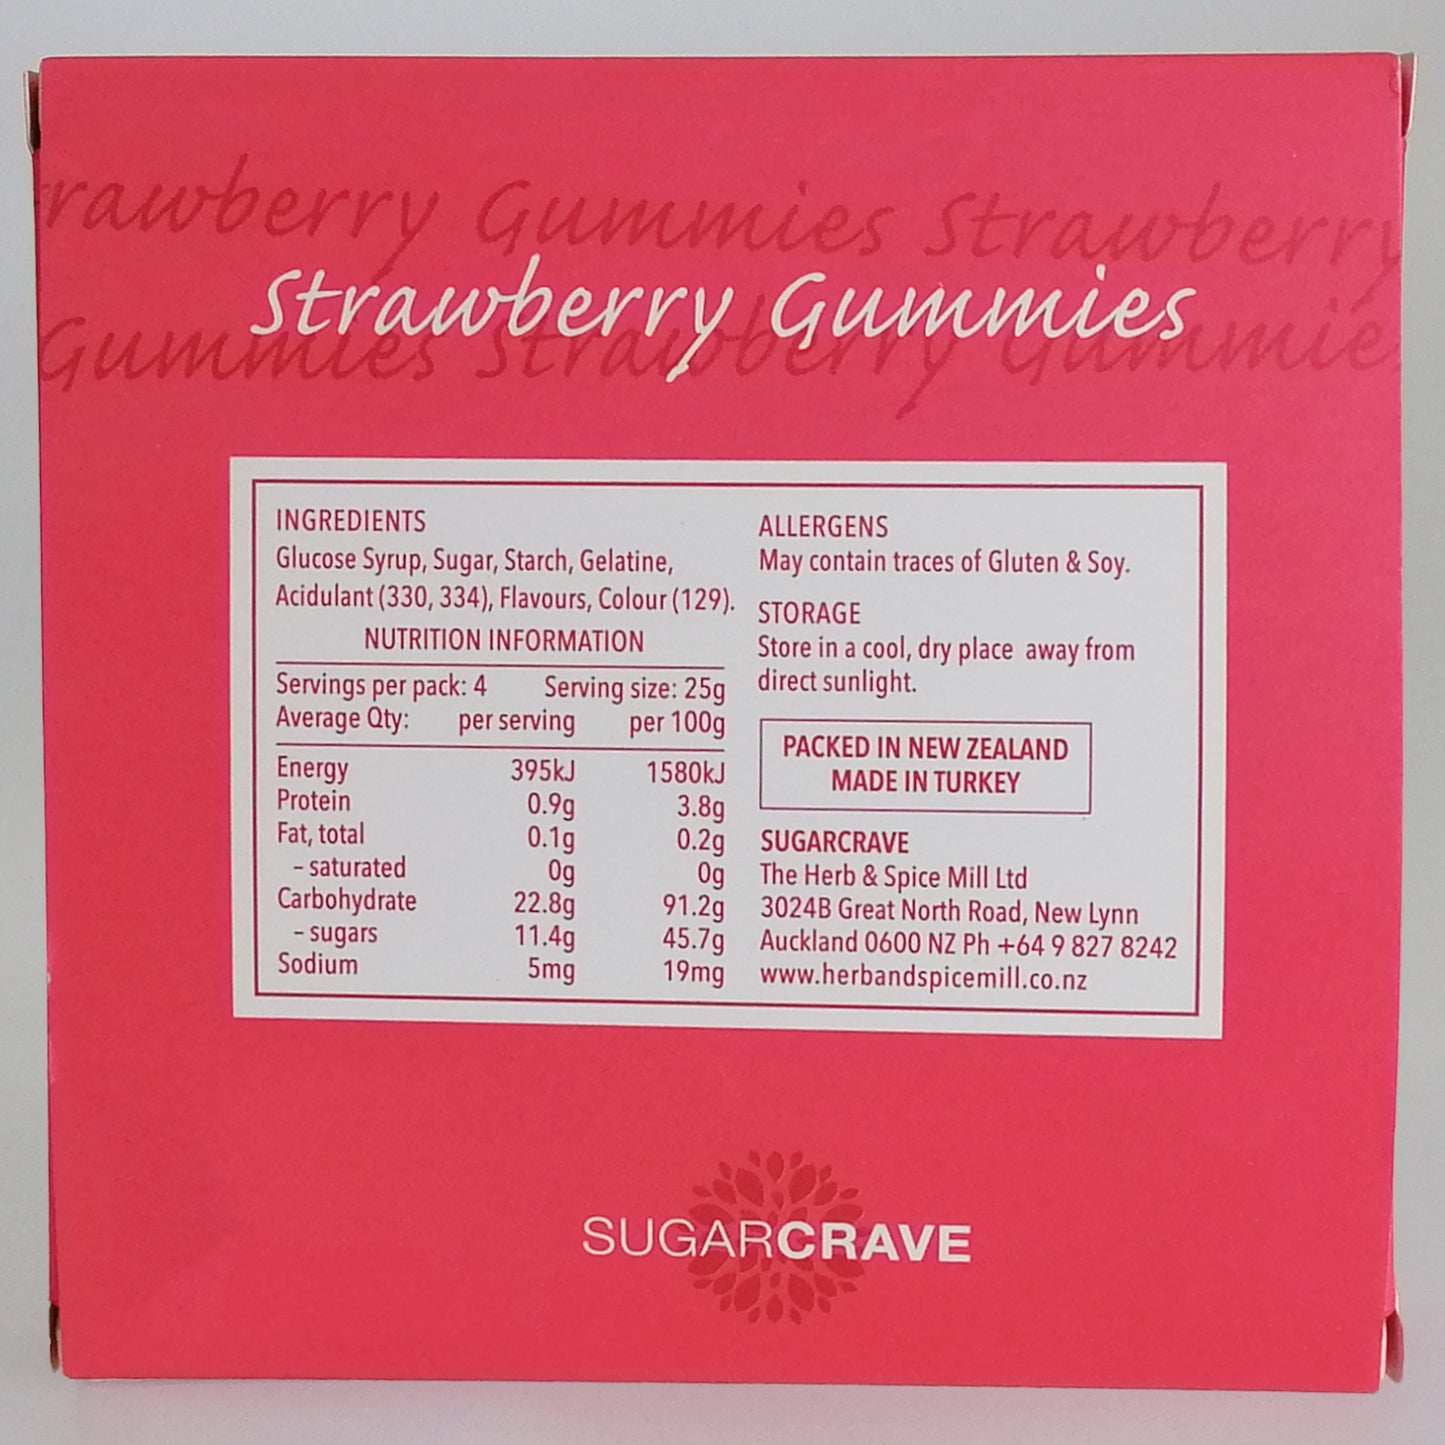 rawberry Gummies Strawberry
Strawberry Gummies
Gummies Strawberry Gummie
INGREDIENTS
Glucose Syrup, Sugar, Starch, Gelatine,
Acidulant (330, 334), Flavours, Colour (129).
NUTRITION INFORMATION
Servings per pack: 4 Serving size: 25g
Average Qty: per serving per 100g
Energy 395kJ 1580kJ
Protein 0.9g 3.8g
Fat, total 0.1g 0.2g
– saturated 0g 0g
Carbohydrate 22.8g 91.2g
– sugars 11.4g 45.7g
Sodium 5mg 19mg
ALLERGENS
May contain traces of Gluten & Soy.
STORAGE
Store in a cool, dry place away from
direct sunlight.
PACKED IN NEW ZEALAND
MADE IN TURKEY
SUGARCRAVE
The Herb & Spice Mill Ltd
3024B Great North Road, New Lynn
Auckland 0600 NZ Ph +64 9 827 8242
www.herbandspicemill.co.nz
SUGARCRAVE